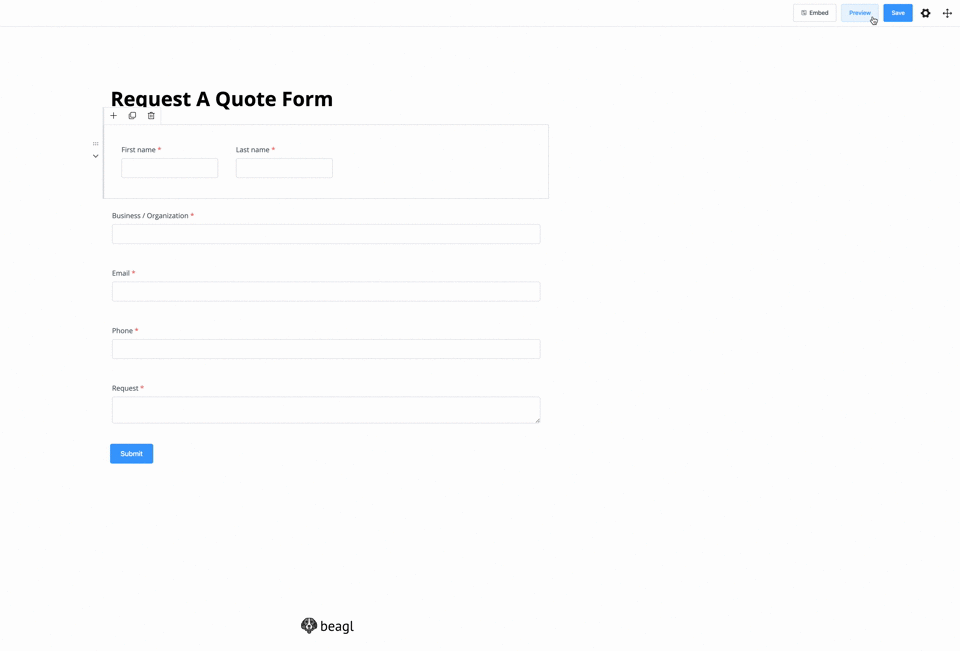 Embed Preview Save
Request A Quote Form
First name * Last name *
Business / Organization *
Email *
Phone *
Request *
Submit
beagl